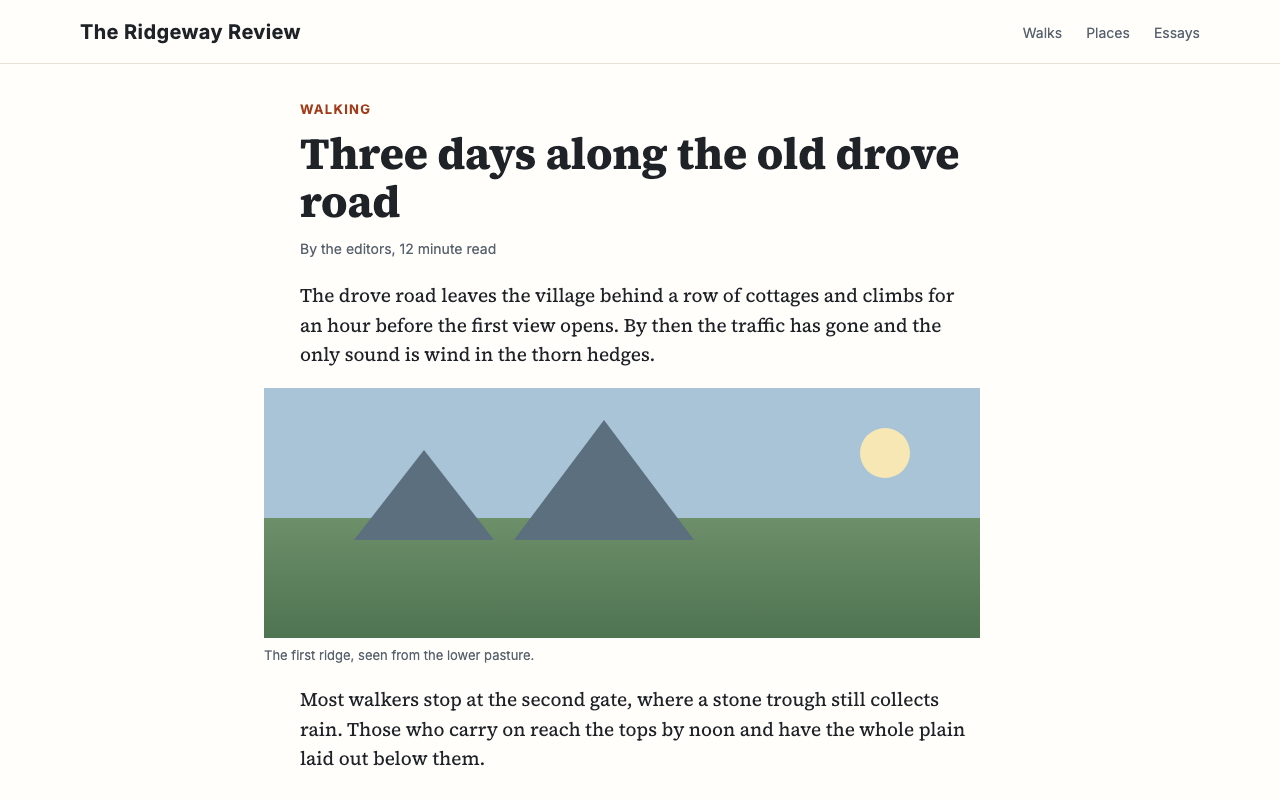 The Ridgeway Review
Walks Places Essays
WALKING
Three days along the old drove
road
By the editors, 12 minute read
The drove road leaves the village behind a row of cottages and climbs for
an hour before the first view opens. By then the traffic has gone and the
only sound is wind in the thorn hedges.
The first ridge, seen from the lower pasture.
Most walkers stop at the second gate, where a stone trough still collects
rain. Those who carry on reach the tops by noon and have the whole plain
laid out below them.